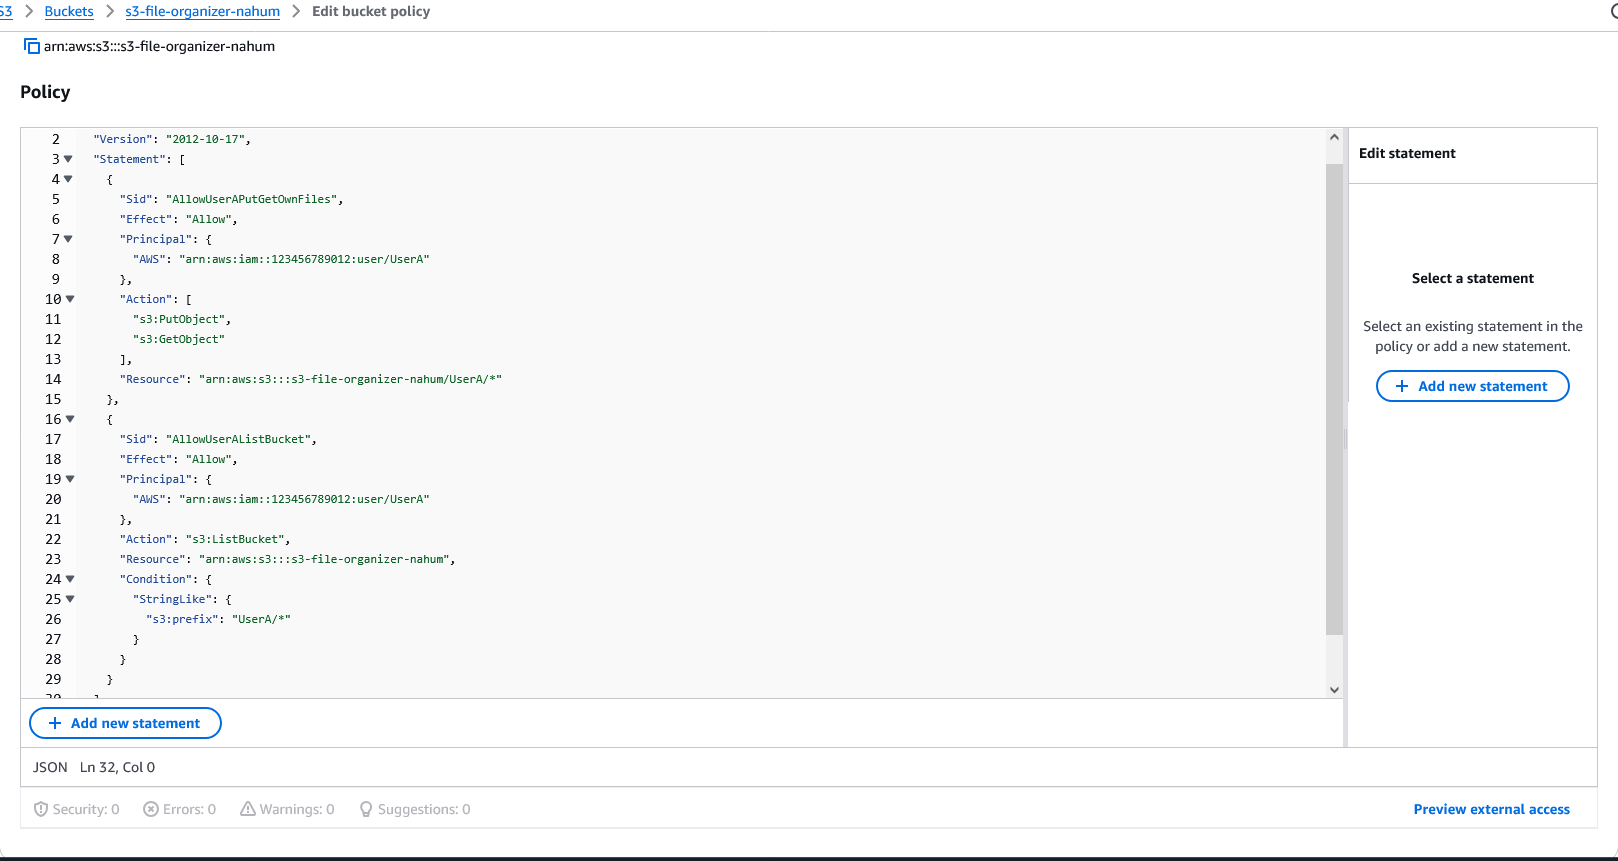 S3 > Buckets > s3-file-organizer-nahum > Edit bucket policy
arn:aws:s3:::s3-file-organizer-nahum
Policy
2 "Version": "2012-10-17",
3 "Statement": [
4 {
5 "Sid": "AllowUserAPutGetOwnFiles",
6 "Effect": "Allow",
7 "Principal": {
8 "AWS": "arn:aws:iam::123456789012:user/UserA"
9 },
10 "Action": [
11 "s3:PutObject",
12 "s3:GetObject"
13 ],
14 "Resource": "arn:aws:s3:::s3-file-organizer-nahum/UserA/*"
15 },
16 {
17 "Sid": "AllowUserAListBucket",
18 "Effect": "Allow",
19 "Principal": {
20 "AWS": "arn:aws:iam::123456789012:user/UserA"
21 },
22 "Action": "s3:ListBucket",
23 "Resource": "arn:aws:s3:::s3-file-organizer-nahum",
24 "Condition": {
25 "StringLike": {
26 "s3:prefix": "UserA/*"
27 }
28 }
29 }
30 ]
+ Add new statement
Edit statement
Select a statement
Select an existing statement in the
policy or add a new statement.
+ Add new statement
JSON Ln 32, Col 0
Security: 0 Errors: 0 Warnings: 0 Suggestions: 0
Preview external access